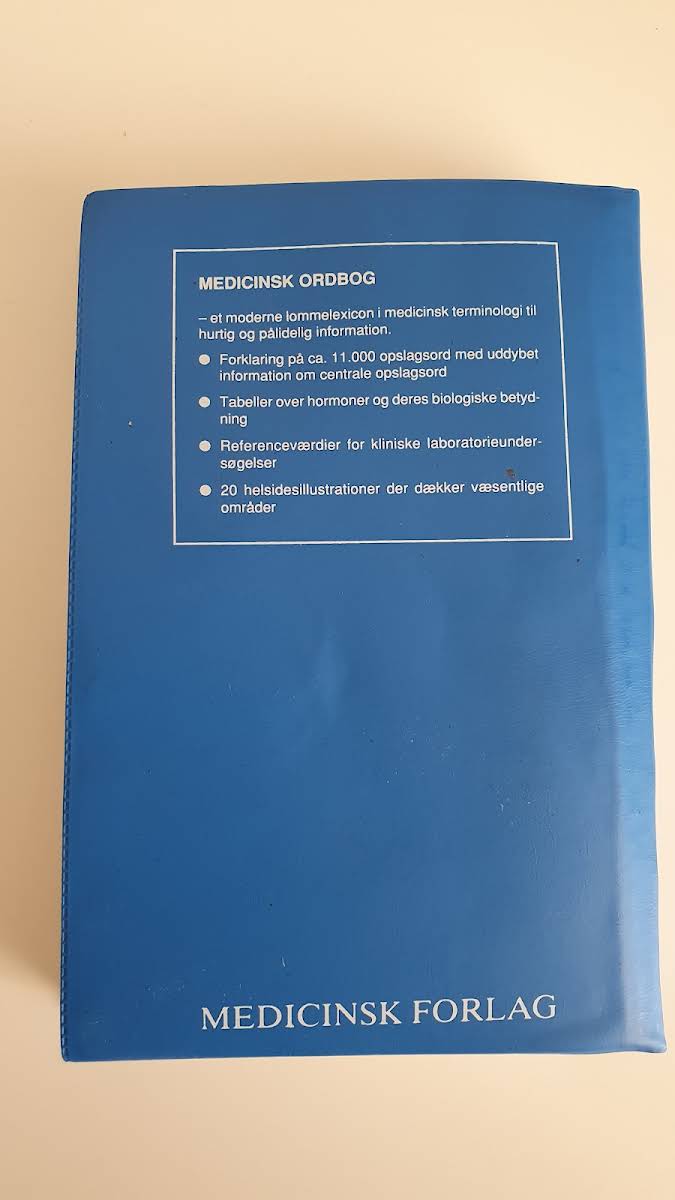 MEDICINSK ORDBOG
– et moderne lommelexicon i medicinsk terminologi til
hurtig og pålidelig information.
● Forklaring på ca. 11.000 opslagsord med uddybet
information om centrale opslagsord
● Tabeller over hormoner og deres biologiske betyd-
ning
● Referenceværdier for kliniske laboratorieunder-
søgelser
● 20 helsidesillustrationer der dækker væsentlige
områder
MEDICINSK FORLAG